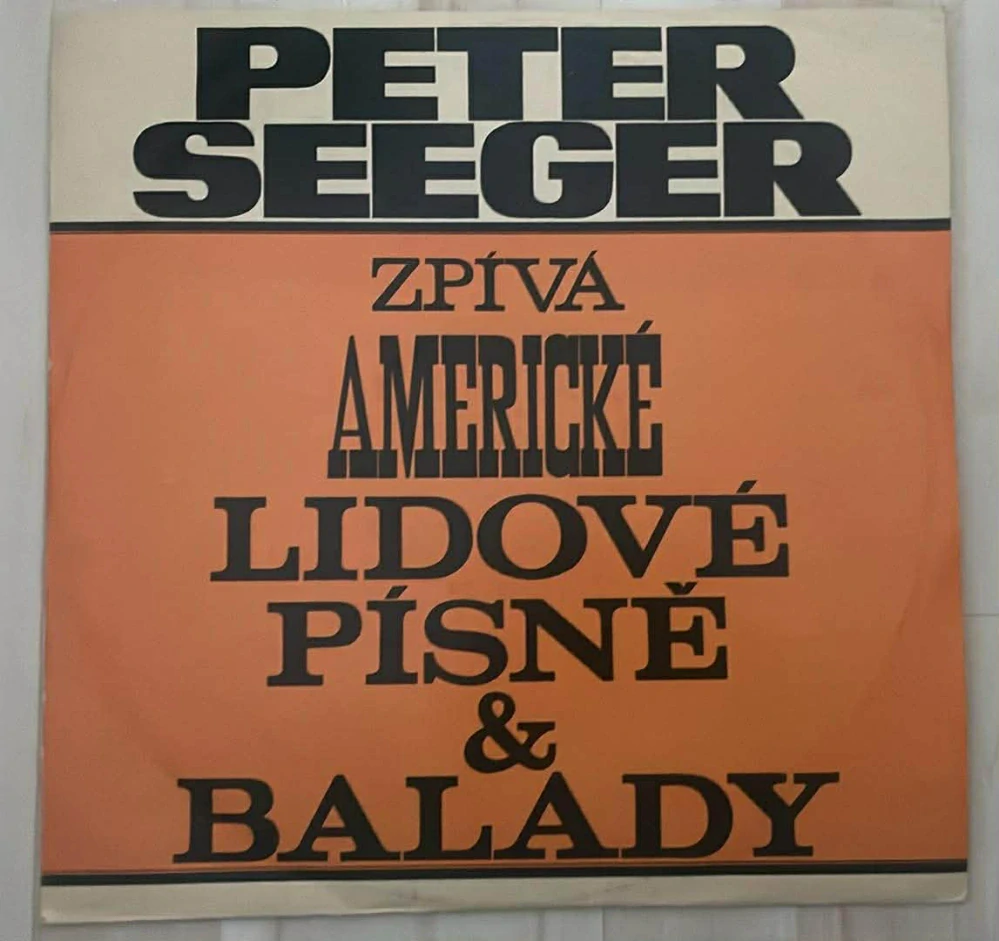 PETER
SEEGER
ZPÍVÁ
AMERICKÉ
LIDOVÉ
PÍSNĚ
&
BALADY